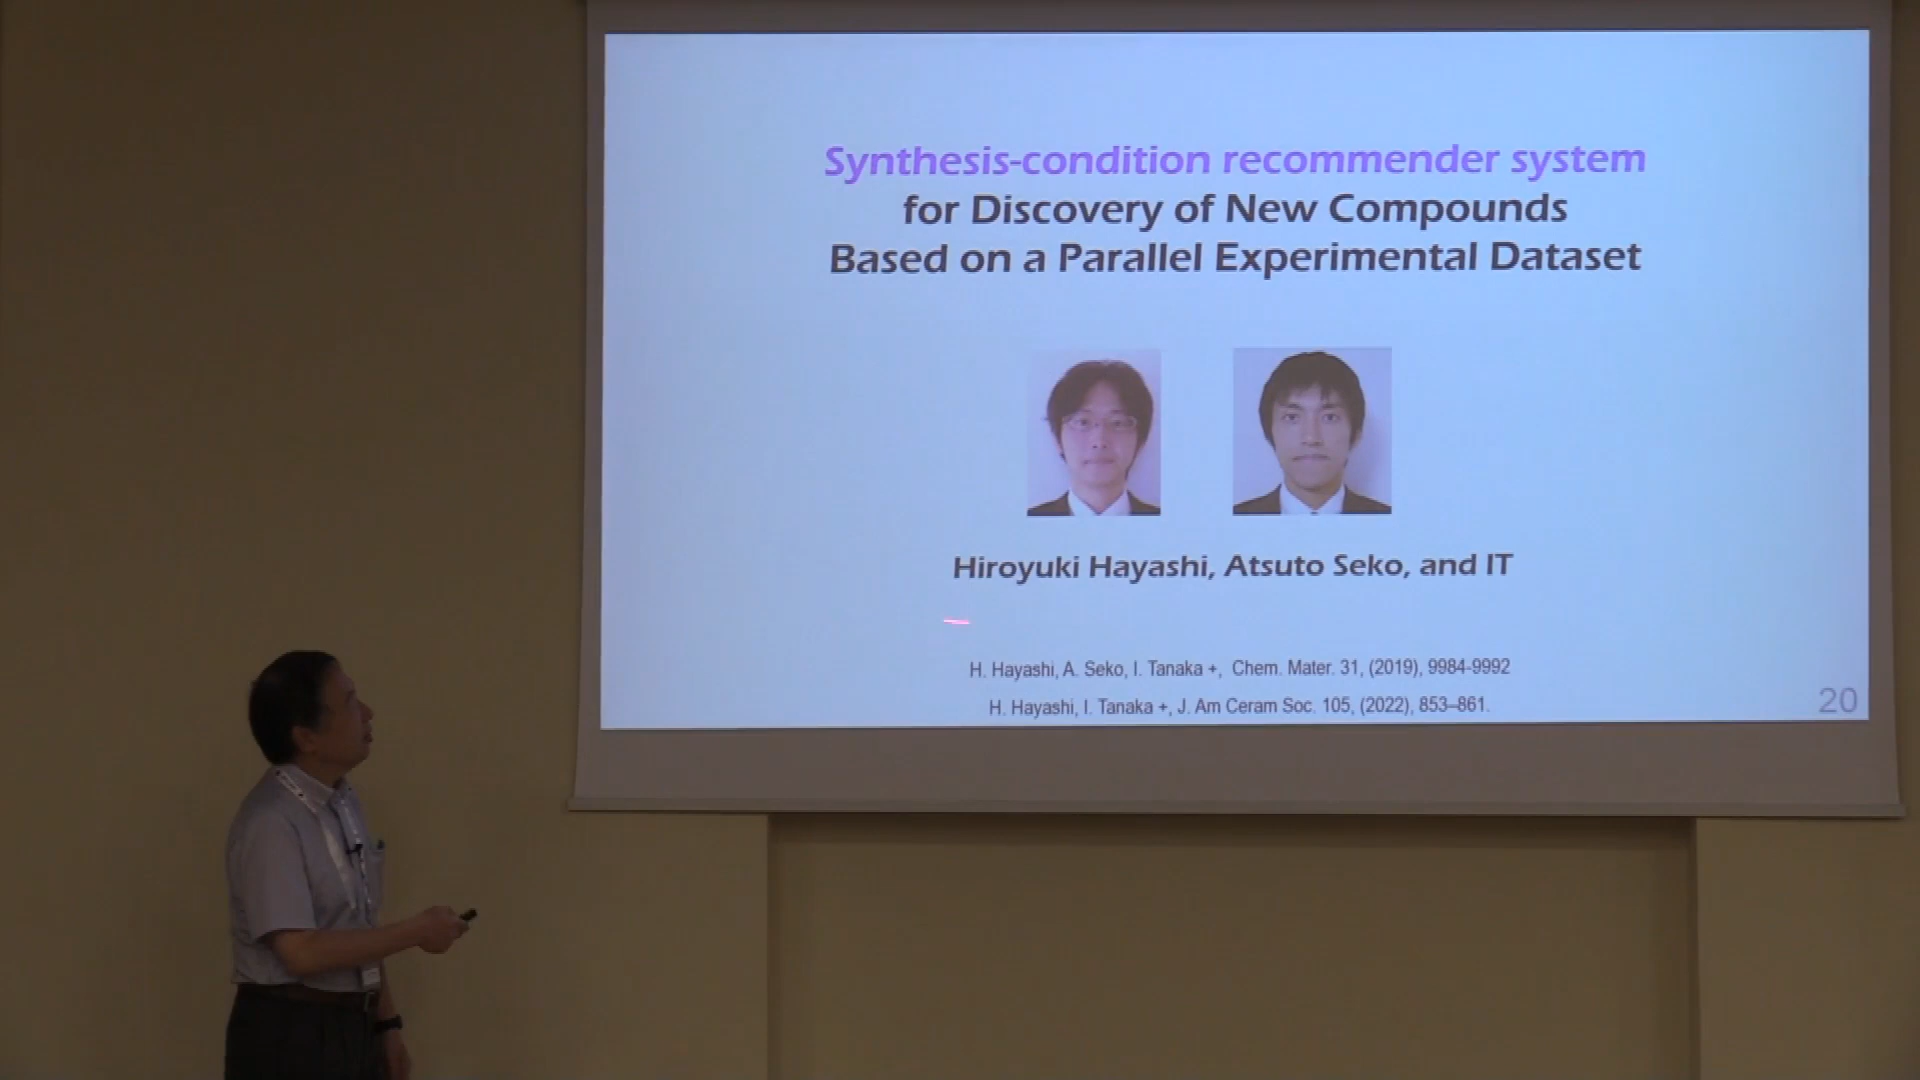 Synthesis-condition recommender system
for Discovery of New Compounds
Based on a Parallel Experimental Dataset
Hiroyuki Hayashi, Atsuto Seko, and IT
H. Hayashi, A. Seko, I. Tanaka +, Chem. Mater. 31, (2019), 9984-9992
H. Hayashi, I. Tanaka +, J. Am Ceram Soc. 105, (2022), 853–861.
20